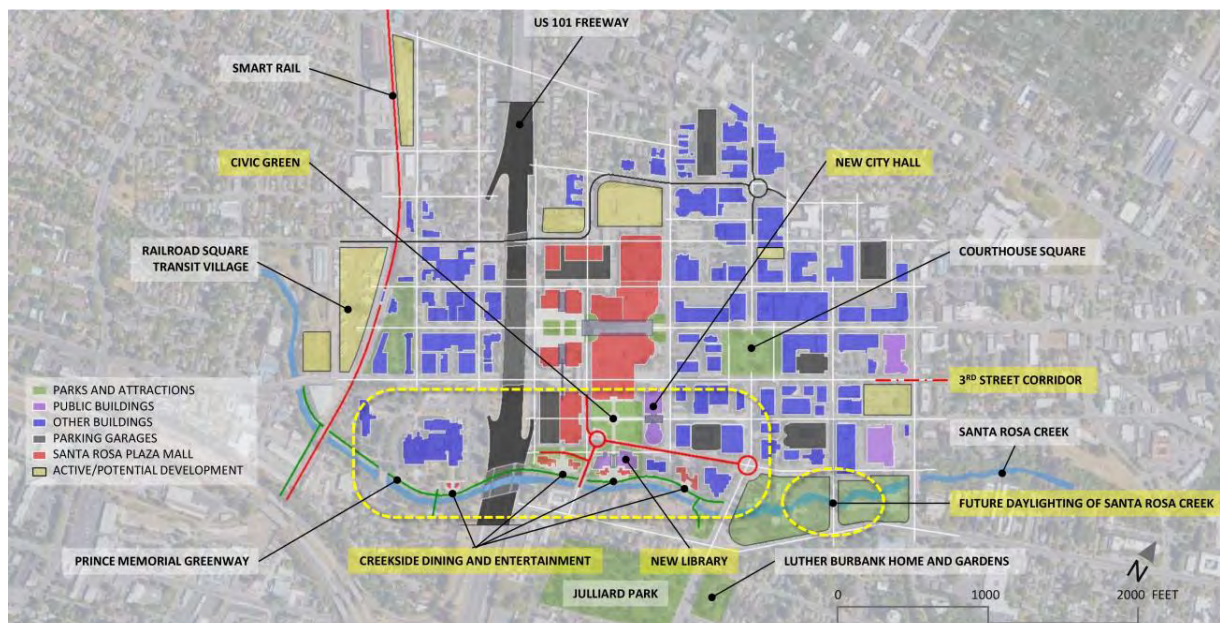 US 101 FREEWAY
SMART RAIL
CIVIC GREEN
NEW CITY HALL
RAILROAD SQUARE
TRANSIT VILLAGE
COURTHOUSE SQUARE
PARKS AND ATTRACTIONS
PUBLIC BUILDINGS
OTHER BUILDINGS
PARKING GARAGES
SANTA ROSA PLAZA MALL
ACTIVE/POTENTIAL DEVELOPMENT
3RD STREET CORRIDOR
SANTA ROSA CREEK
FUTURE DAYLIGHTING OF SANTA ROSA CREEK
PRINCE MEMORIAL GREENWAY
CREEKSIDE DINING AND ENTERTAINMENT
NEW LIBRARY
LUTHER BURBANK HOME AND GARDENS
JULLIARD PARK
N
0 1000 2000 FEET